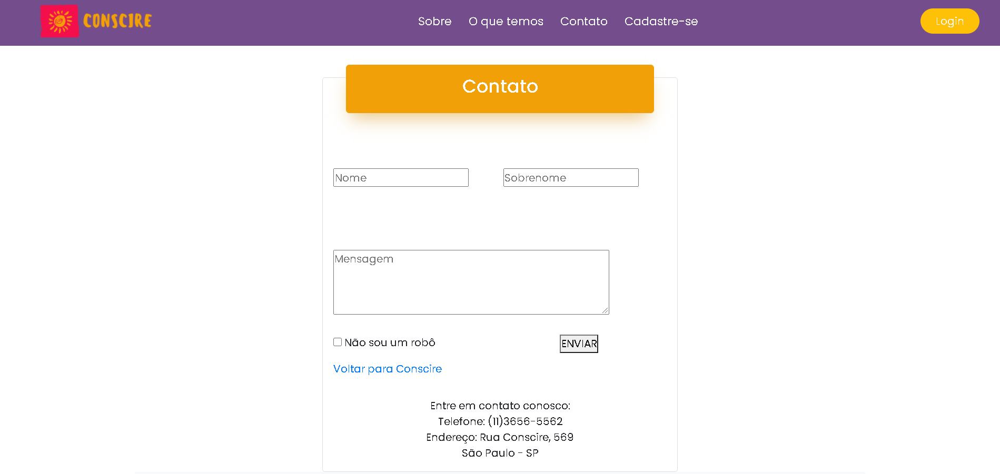 CONSCIRE
Sobre O que temos Contato Cadastre-se
Login
Contato
Nome Sobrenome
Mensagem
Não sou um robô ENVIAR
Voltar para Conscire
Entre em contato conosco:
Telefone: (11)3656-5562
Endereço: Rua Conscire, 569
São Paulo - SP